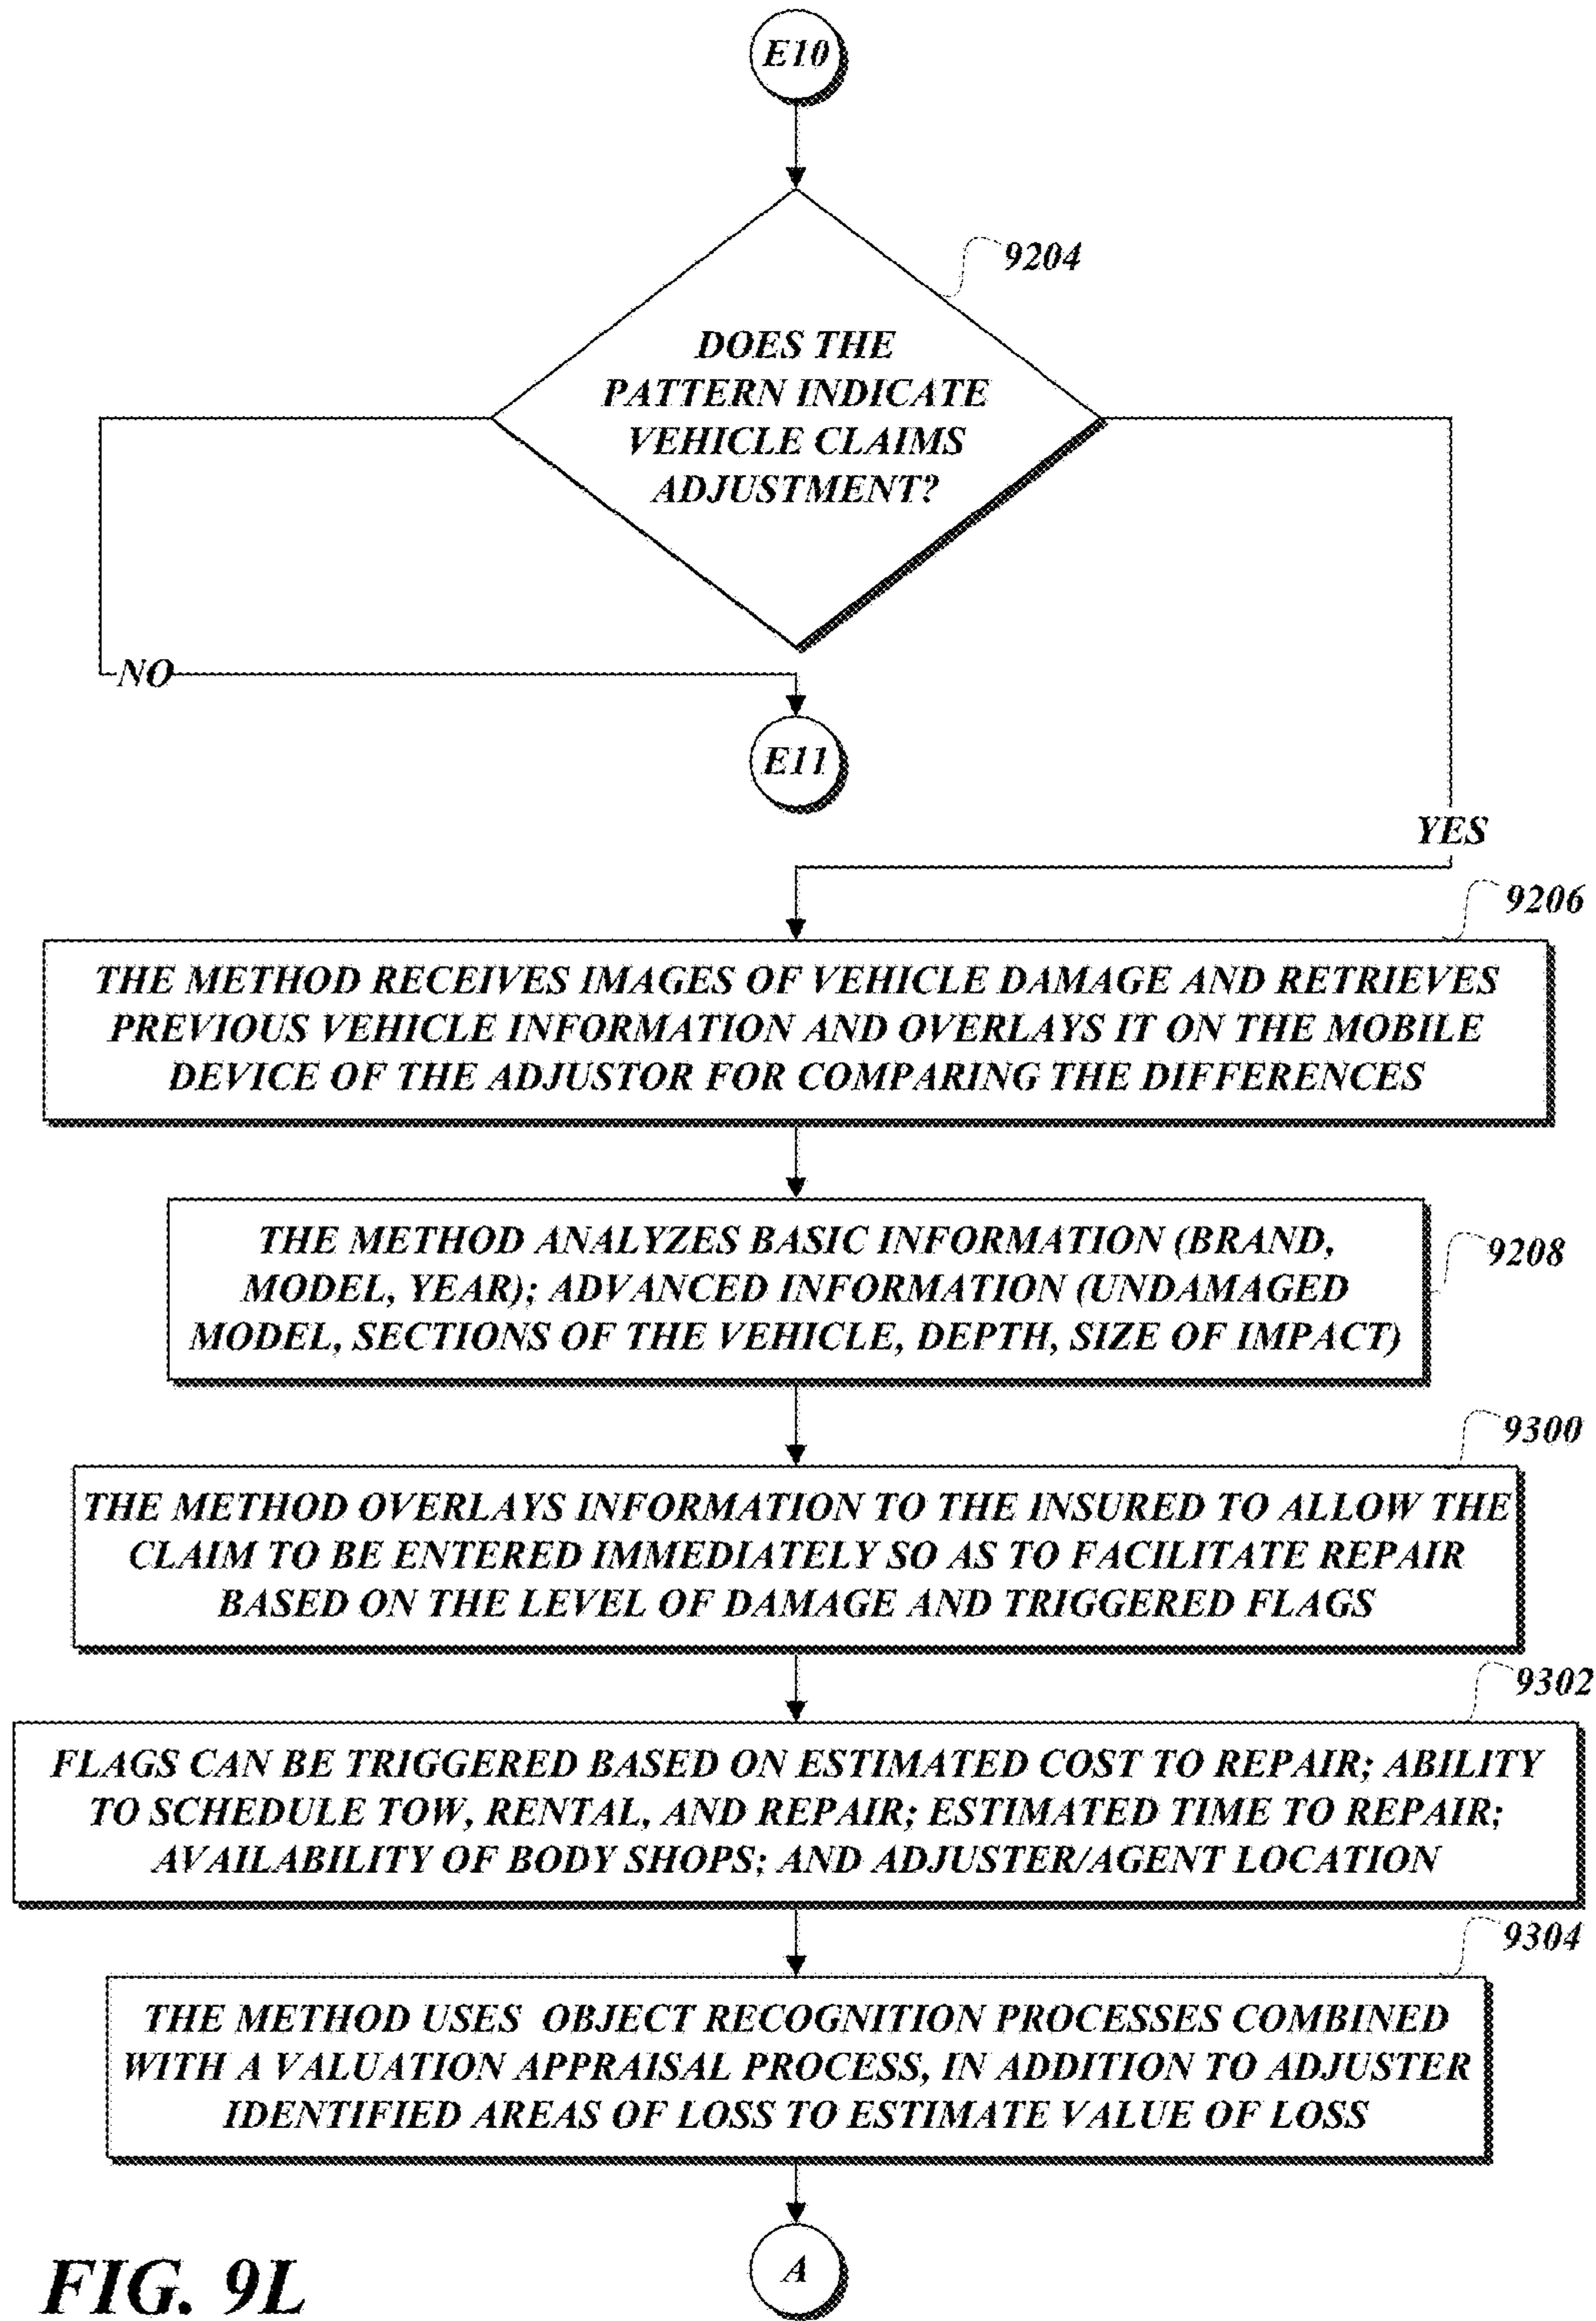 E10
9204
DOES THE
PATTERN INDICATE
VEHICLE CLAIMS
ADJUSTMENT?
NO
E11
YES
9206
THE METHOD RECEIVES IMAGES OF VEHICLE DAMAGE AND RETRIEVES
PREVIOUS VEHICLE INFORMATION AND OVERLAYS IT ON THE MOBILE
DEVICE OF THE ADJUSTOR FOR COMPARING THE DIFFERENCES
9208
THE METHOD ANALYZES BASIC INFORMATION (BRAND,
MODEL, YEAR); ADVANCED INFORMATION (UNDAMAGED
MODEL, SECTIONS OF THE VEHICLE, DEPTH, SIZE OF IMPACT)
9300
THE METHOD OVERLAYS INFORMATION TO THE INSURED TO ALLOW THE
CLAIM TO BE ENTERED IMMEDIATELY SO AS TO FACILITATE REPAIR
BASED ON THE LEVEL OF DAMAGE AND TRIGGERED FLAGS
9302
FLAGS CAN BE TRIGGERED BASED ON ESTIMATED COST TO REPAIR; ABILITY
TO SCHEDULE TOW, RENTAL, AND REPAIR; ESTIMATED TIME TO REPAIR;
AVAILABILITY OF BODY SHOPS; AND ADJUSTER/AGENT LOCATION
9304
THE METHOD USES OBJECT RECOGNITION PROCESSES COMBINED
WITH A VALUATION APPRAISAL PROCESS, IN ADDITION TO ADJUSTER
IDENTIFIED AREAS OF LOSS TO ESTIMATE VALUE OF LOSS
A
FIG. 9L